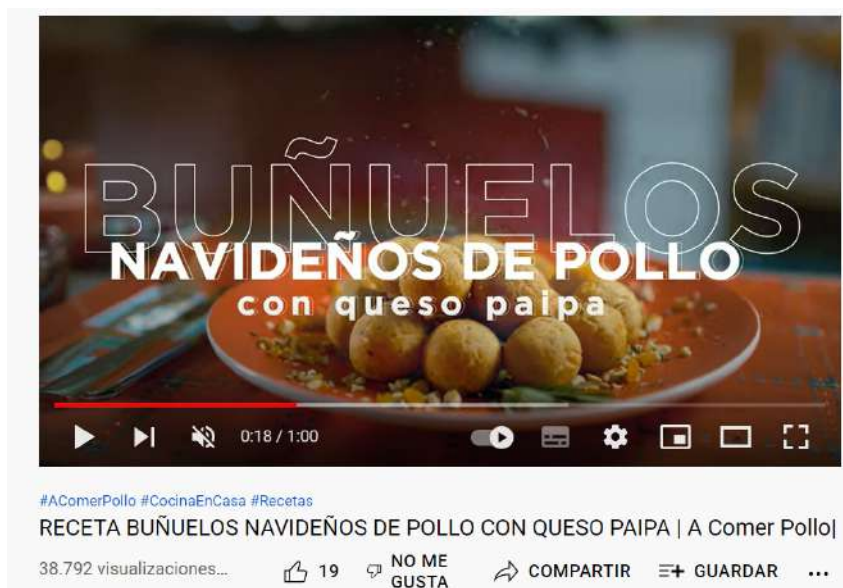 BUÑUELOS
NAVIDEÑOS DE POLLO
con queso paipa
0:18 / 1:00
#AComerPollo #CocinaEnCasa #Recetas
RECETA BUÑUELOS NAVIDEÑOS DE POLLO CON QUESO PAIPA | A Comer Pollo|
38.792 visualizaciones... 19 NO ME GUSTA COMPARTIR GUARDAR ...